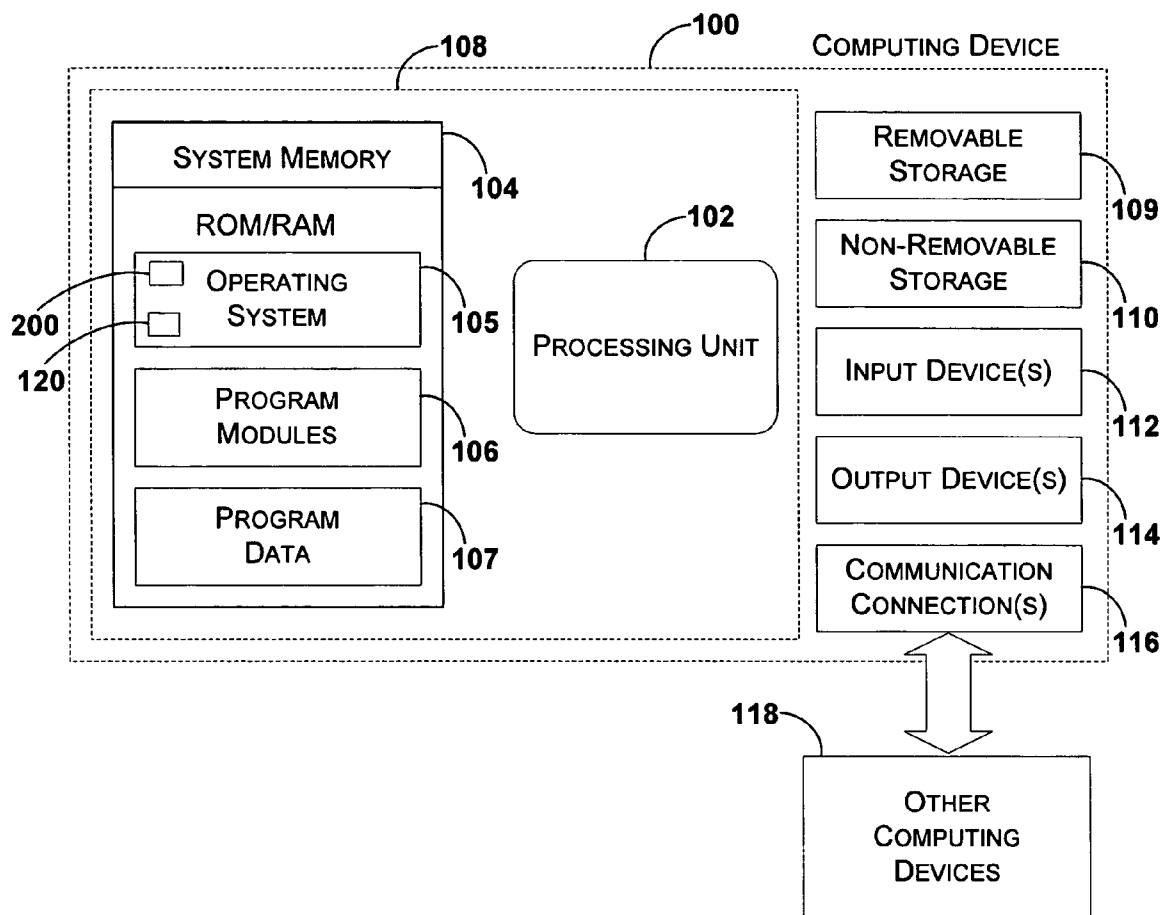 100
COMPUTING DEVICE
108
SYSTEM MEMORY
104
ROM/RAM
OPERATING
SYSTEM
105
200
120
PROGRAM
MODULES
106
PROGRAM
DATA
107
102
PROCESSING UNIT
REMOVABLE
STORAGE
109
NON-REMOVABLE
STORAGE
110
INPUT DEVICE(S)
112
OUTPUT DEVICE(S)
114
COMMUNICATION
CONNECTION(S)
116
118
OTHER
COMPUTING
DEVICES